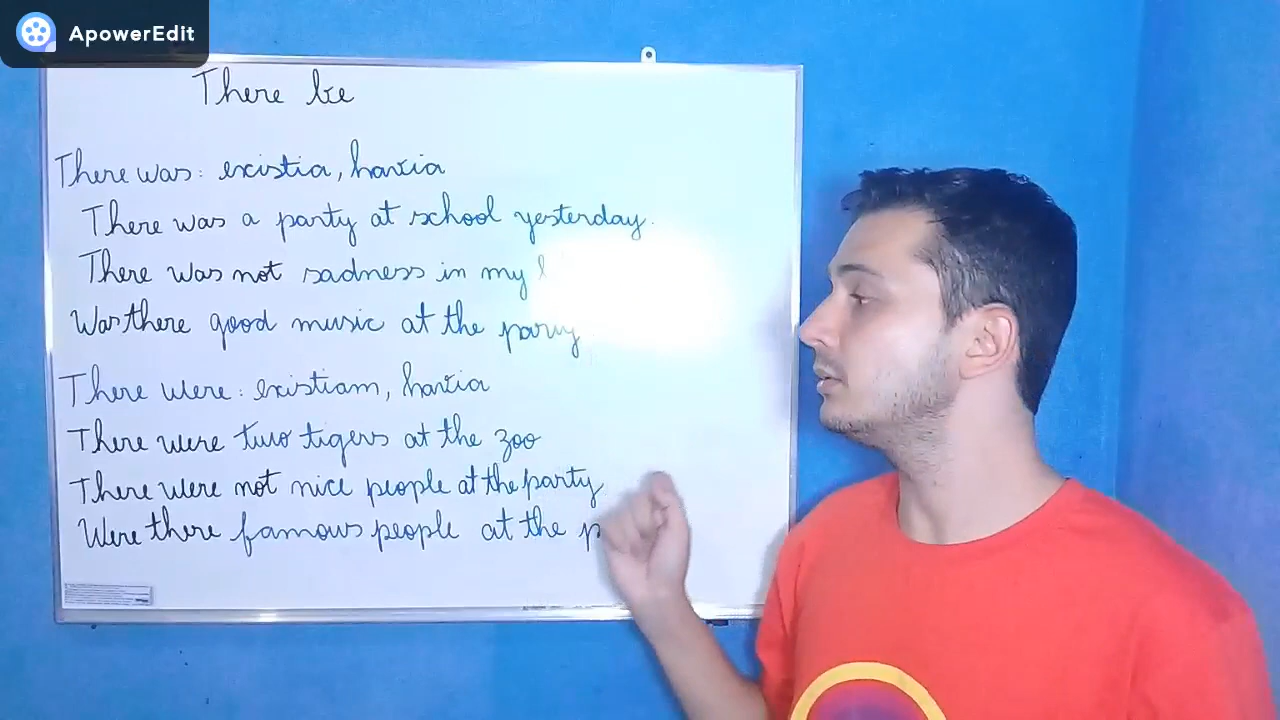 ApowerEdit
There be
There was: existia, havia
There was a party at school yesterday.
There was not sadness in my
Was there good music at the party
There were: existiam, havia
There were two tigers at the zoo
There were not nice people at the party
Were there famous people at the